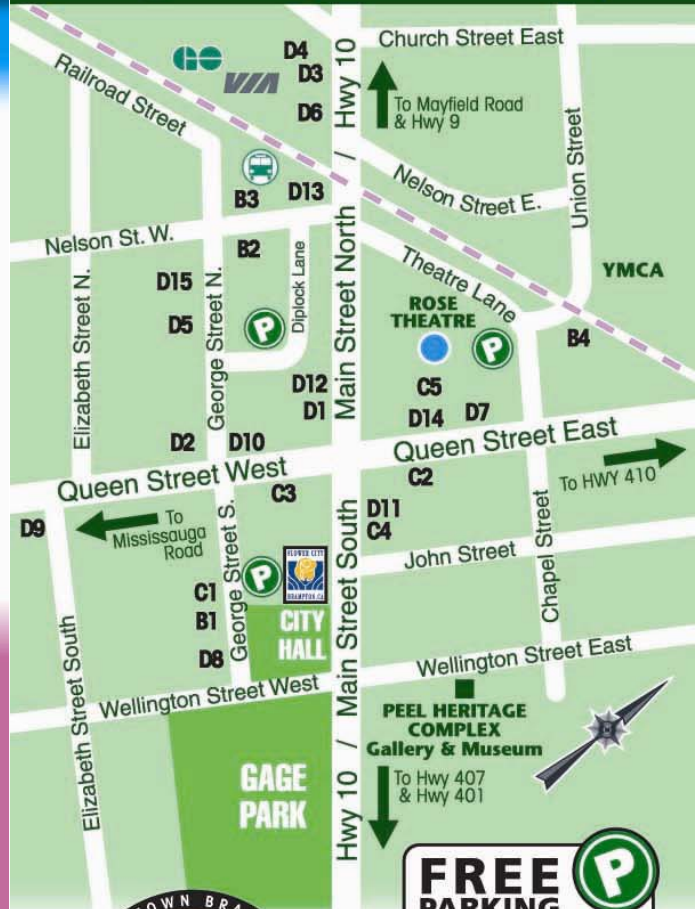 Church Street East
GO
VIA
D4
D3
D6
Hwy 10
/
Main Street North
To Mayfield Road
& Hwy 9
Railroad Street
Union Street
B3
D13
Nelson Street E.
Nelson St. W.
B2
Diplock Lane
Theatre Lane
YMCA
D15
D5
P
Elizabeth Street N.
George Street N.
ROSE
THEATRE
P
B4
D12
D1
C5
D14
D7
D2
D10
Queen Street West
Queen Street East
C3
C2
To HWY 410
D9
To
Mississauga
Road
D11
C4
John Street
Chapel Street
George Street S.
P
FLOWER CITY
BRAMPTON.CA
C1
B1
D8
CITY
HALL
Hwy 10 / Main Street South
Wellington Street East
Wellington Street West
Elizabeth Street South
PEEL HERITAGE
COMPLEX
Gallery & Museum
GAGE
PARK
To Hwy 407
& Hwy 401
FREE
P
PARKING